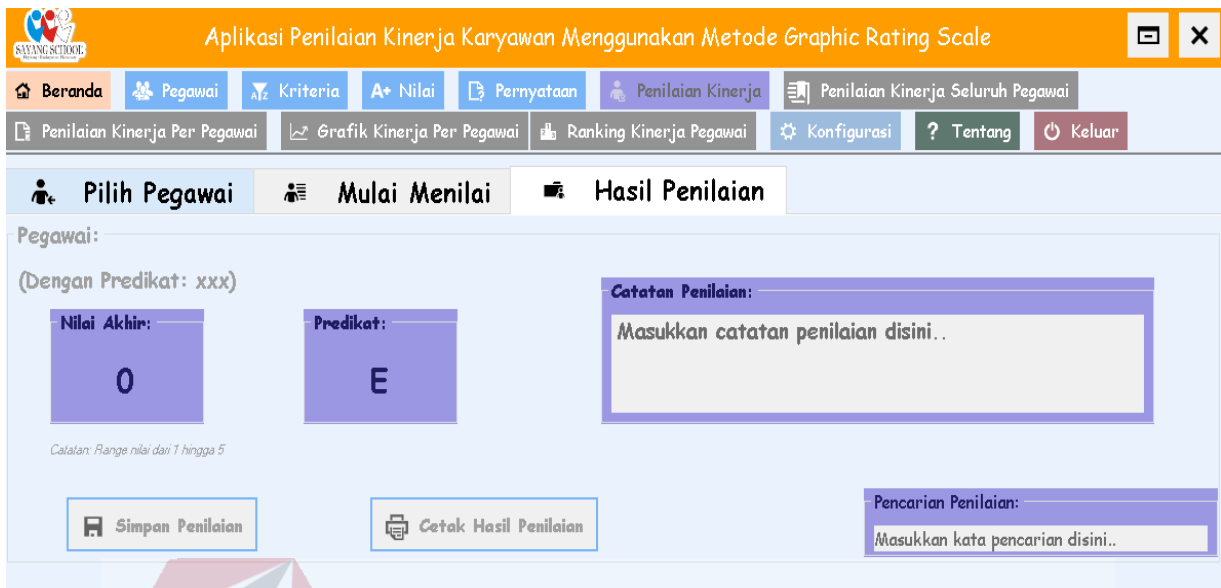 SAYANG SCHOOL
Aplikasi Penilaian Kinerja Karyawan Menggunakan Metode Graphic Rating Scale
Beranda Pegawai Kriteria A+ Nilai Pernyataan Penilaian Kinerja Penilaian Kinerja Seluruh Pegawai
Penilaian Kinerja Per Pegawai Grafik Kinerja Per Pegawai Ranking Kinerja Pegawai Konfigurasi ? Tentang Keluar
Pilih Pegawai Mulai Menilai Hasil Penilaian
Pegawai:
(Dengan Predikat: xxx)
Catatan Penilaian:
Nilai Akhir: Predikat:
Masukkan catatan penilaian disini..
0 E
Catatan: Range nilai dari 1 hingga 5
Pencarian Penilaian:
Simpan Penilaian Cetak Hasil Penilaian
Masukkan kata pencarian disini..